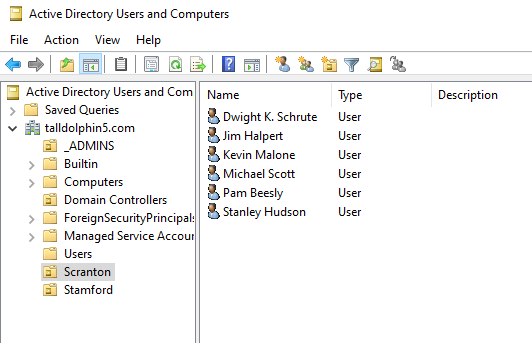 Active Directory Users and Computers
File Action View Help
Active Directory Users and Com
Saved Queries
talldolphin5.com
_ADMINS
Builtin
Computers
Domain Controllers
ForeignSecurityPrincipals
Managed Service Accour
Users
Scranton
Stamford
Name Type Description
Dwight K. Schrute User
Jim Halpert User
Kevin Malone User
Michael Scott User
Pam Beesly User
Stanley Hudson User